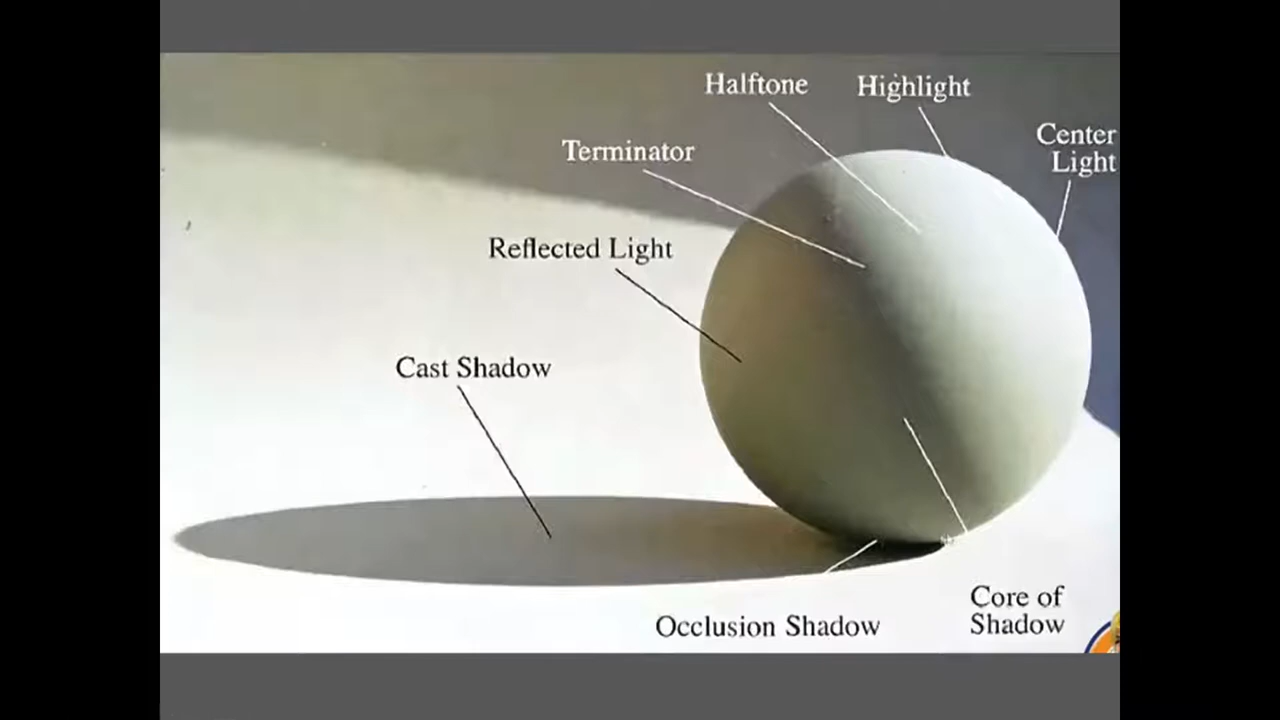 Halftone
Highlight
Center
Light
Terminator
Reflected Light
Cast Shadow
Core of
Shadow
Occlusion Shadow